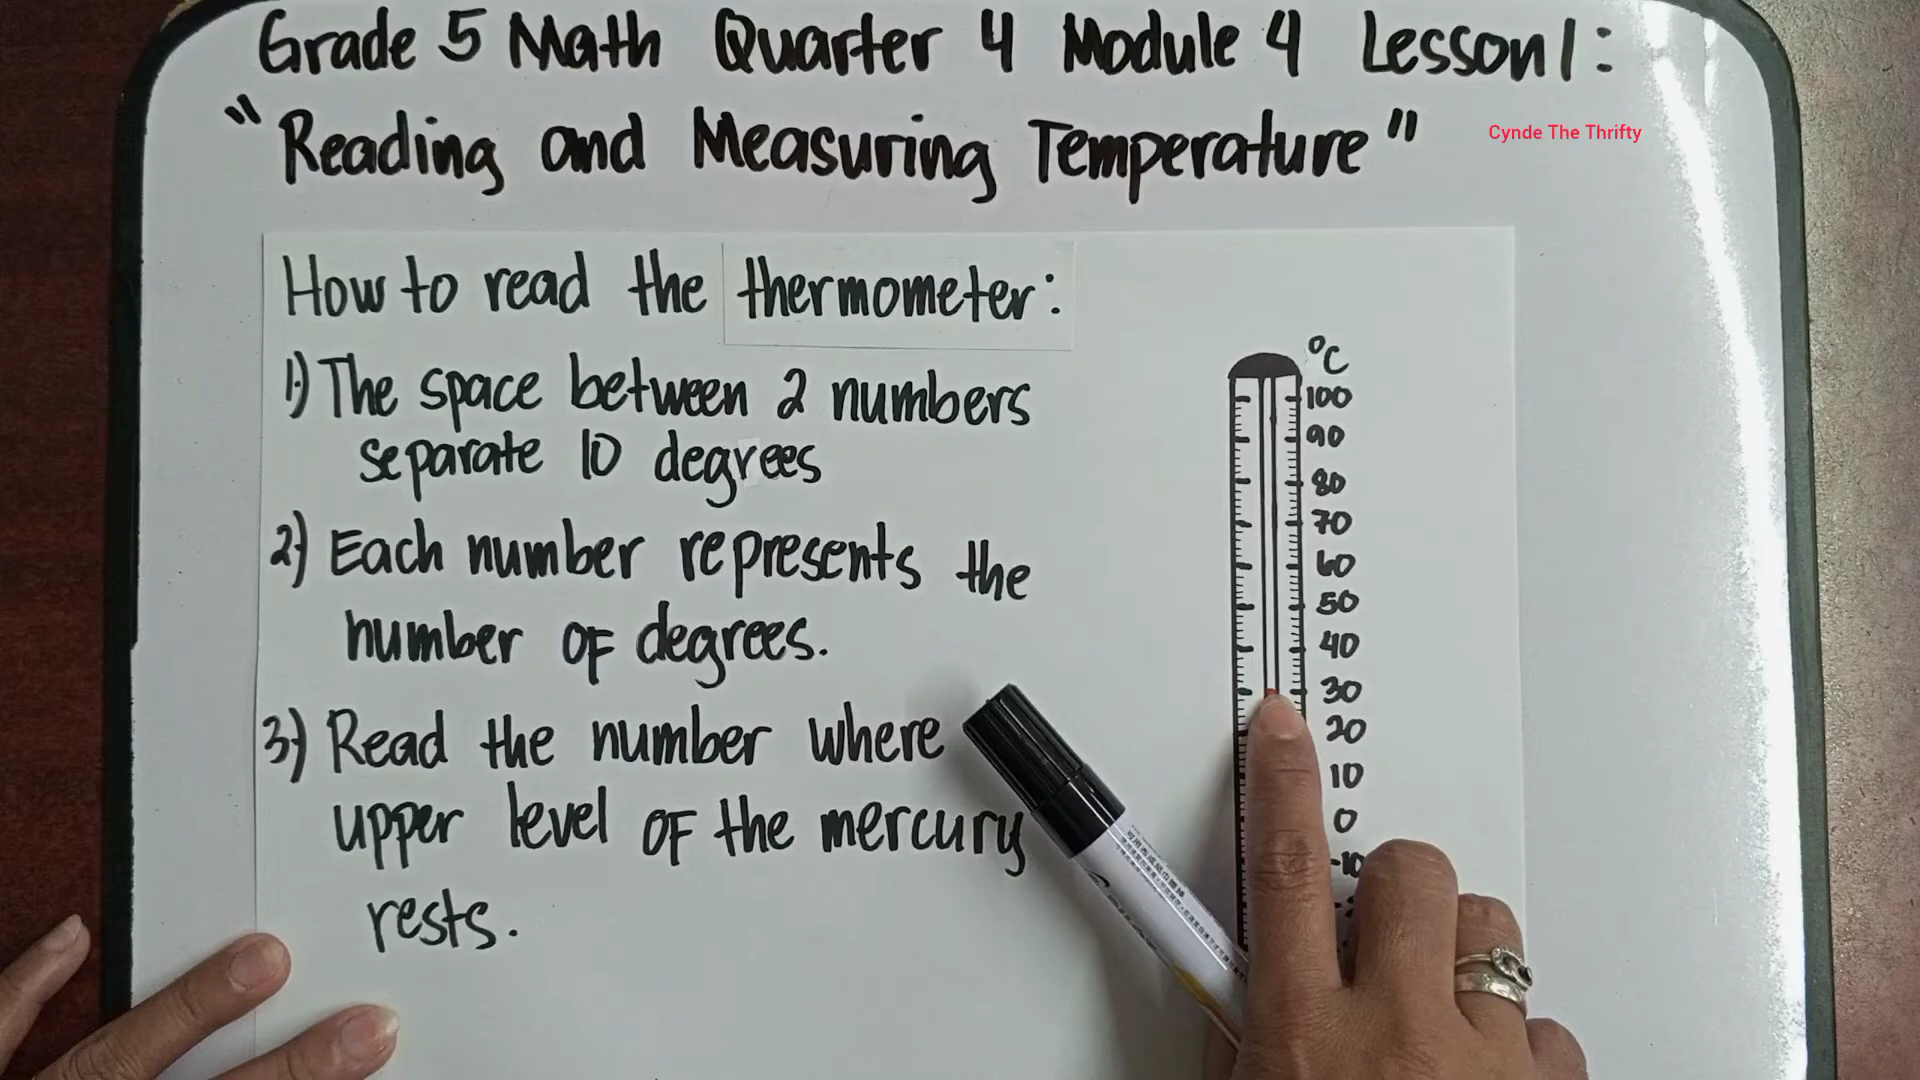 Grade 5 Math Quarter 4 Module 4 Lesson 1:
"Reading and Measuring Temperature"
Cynde The Thrifty
How to read the thermometer:
1.) The space between 2 numbers
separate 10 degrees
2.) Each number represents the
number of degrees.
3.) Read the number where
upper level of the mercury
rests.
°C
100
90
80
70
60
50
40
30
20
10
0
-10